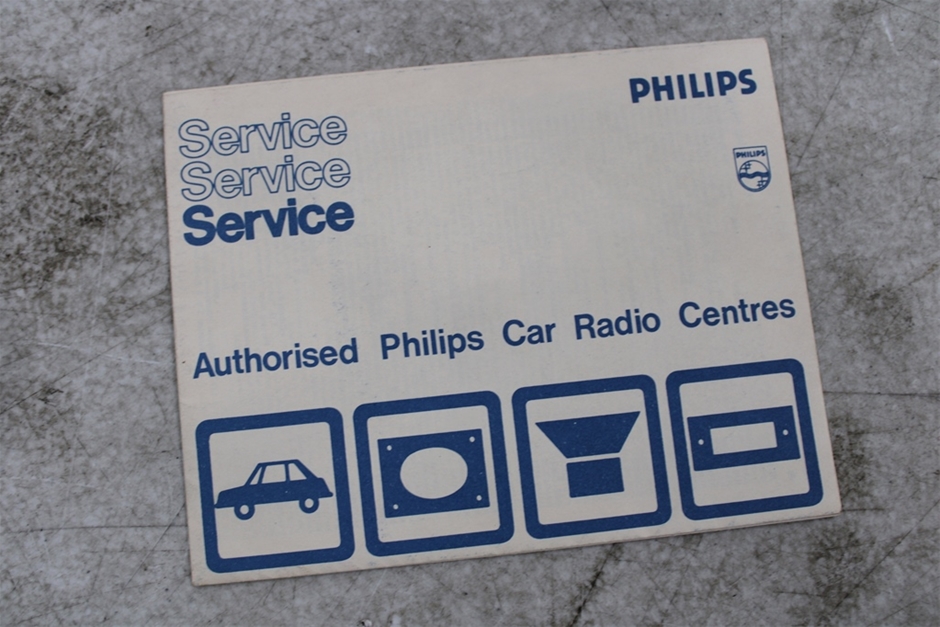 PHILIPS
Service
Service
Service
PHILIPS
Authorised Philips Car Radio Centres